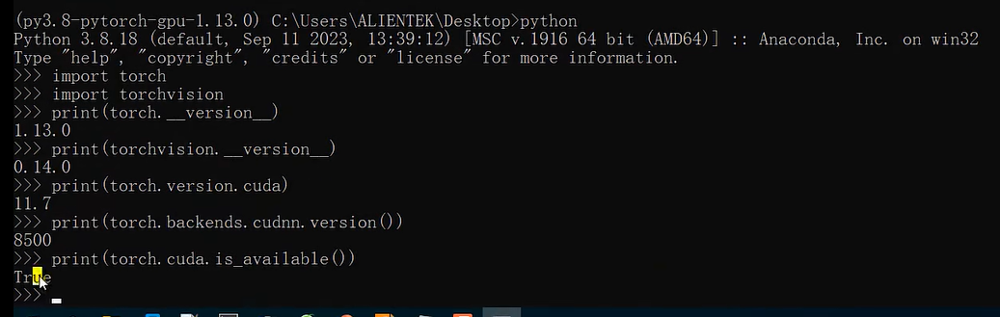 (py3.8-pytorch-gpu-1.13.0) C:\Users\ALIENTEK\Desktop>python
Python 3.8.18 (default, Sep 11 2023, 13:39:12) [MSC v.1916 64 bit (AMD64)] :: Anaconda, Inc. on win32
Type "help", "copyright", "credits" or "license" for more information.
>>> import torch
>>> import torchvision
>>> print(torch.__version__)
1.13.0
>>> print(torchvision.__version__)
0.14.0
>>> print(torch.version.cuda)
11.7
>>> print(torch.backends.cudnn.version())
8500
>>> print(torch.cuda.is_available())
True
>>>